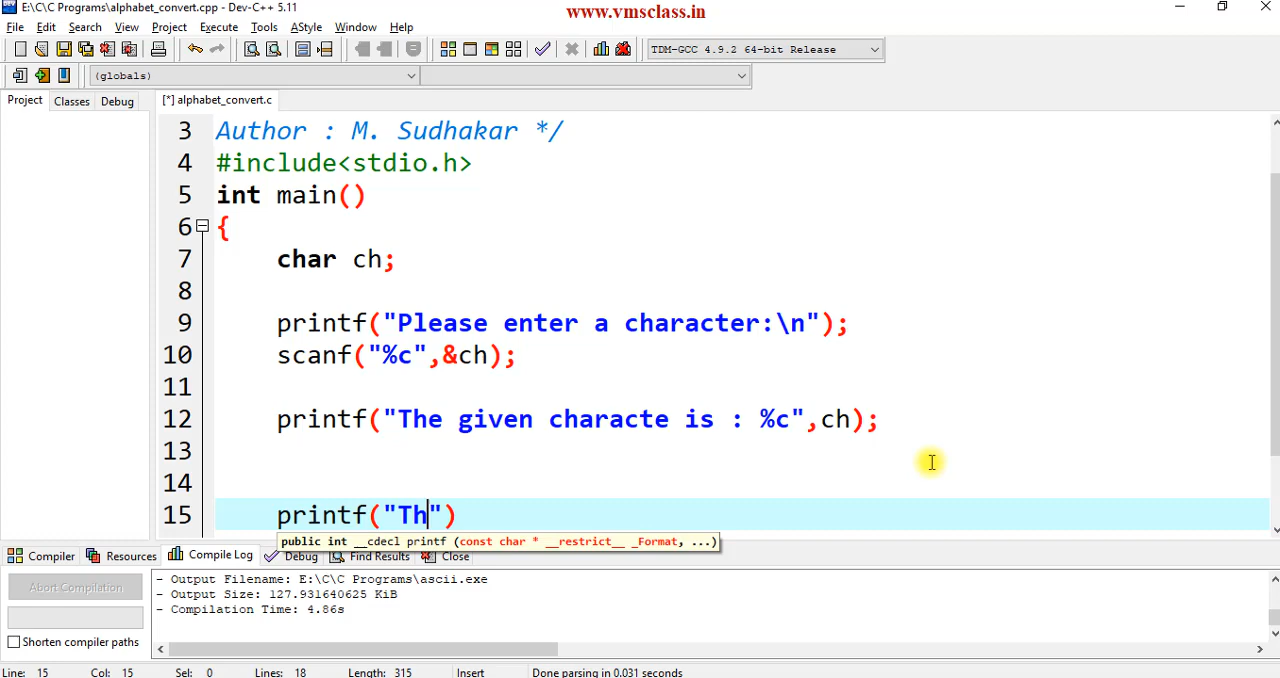 E:\C\C Programs\alphabet_convert.cpp - Dev-C++ 5.11
www.vmsclass.in
File Edit Search View Project Execute Tools AStyle Window Help
TDM-GCC 4.9.2 64-bit Release
(globals)
Project Classes Debug
[*] alphabet_convert.c
3 Author : M. Sudhakar */
4 #include<stdio.h>
5 int main()
6 {
7 char ch;
8
9 printf("Please enter a character:\n");
10 scanf("%c",&ch);
11
12 printf("The given characte is : %c",ch);
13
14
15 printf("Th")
public int __cdecl printf (const char * __restrict__ _Format, ...)
Compiler Resources Compile Log Debug Find Results Close
Abort Compilation
Shorten compiler paths
- Output Filename: E:\C\C Programs\ascii.exe
- Output Size: 127.931640625 KiB
- Compilation Time: 4.86s
Line: 15 Col: 15 Sel: 0 Lines: 18 Length: 315 Insert Done parsing in 0.031 seconds